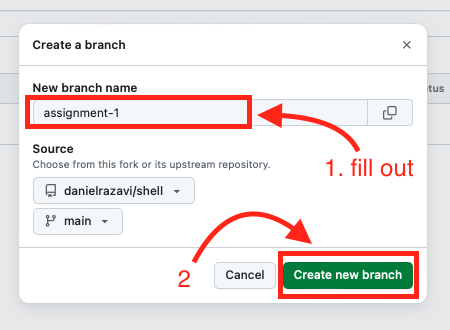 Create a branch
New branch name
tus
assignment-1
Source
1. fill out
Choose from this fork or its upstream repository.
danielrazavi/shell
main
2
Cancel
Create new branch